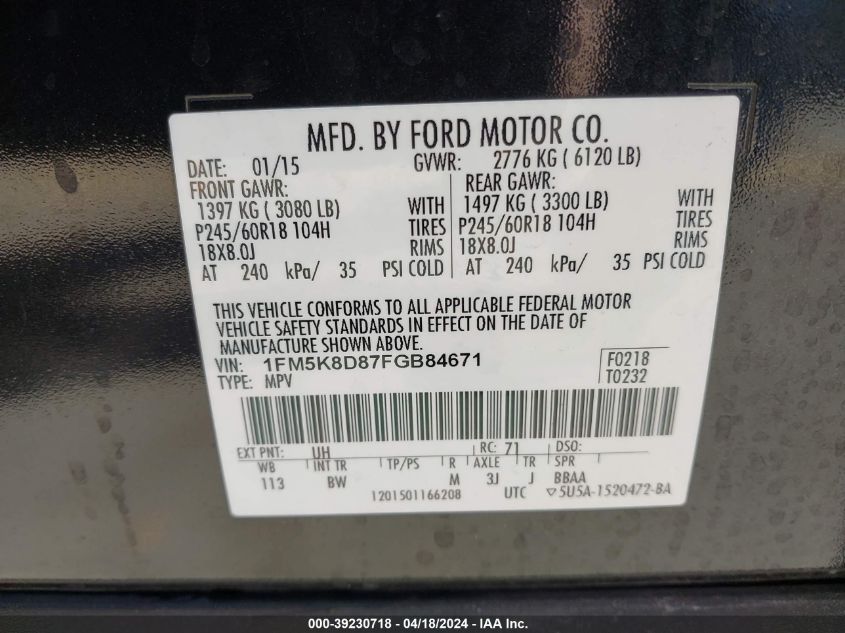 MFD. BY FORD MOTOR CO.
DATE: 01/15 GVWR: 2776 KG ( 6120 LB)
FRONT GAWR: REAR GAWR:
1397 KG ( 3080 LB) WITH 1497 KG ( 3300 LB) WITH
P245/60R18 104H TIRES P245/60R18 104H TIRES
18X8.0J RIMS 18X8.0J RIMS
AT 240 kPa/ 35 PSI COLD AT 240 kPa/ 35 PSI COLD
THIS VEHICLE CONFORMS TO ALL APPLICABLE FEDERAL MOTOR
VEHICLE SAFETY STANDARDS IN EFFECT ON THE DATE OF
MANUFACTURE SHOWN ABOVE.
VIN: 1FM5K8D87FGB84671 F0218
TYPE: MPV T0232
EXT PNT: UH RC: 71 DSO:
WB INT TR TP/PS R AXLE TR SPR
113 BW M 3J J BBAA
1201501166208 UTC ▽5U5A-1520472-BA
000-39230718 - 04/18/2024 - IAA Inc.